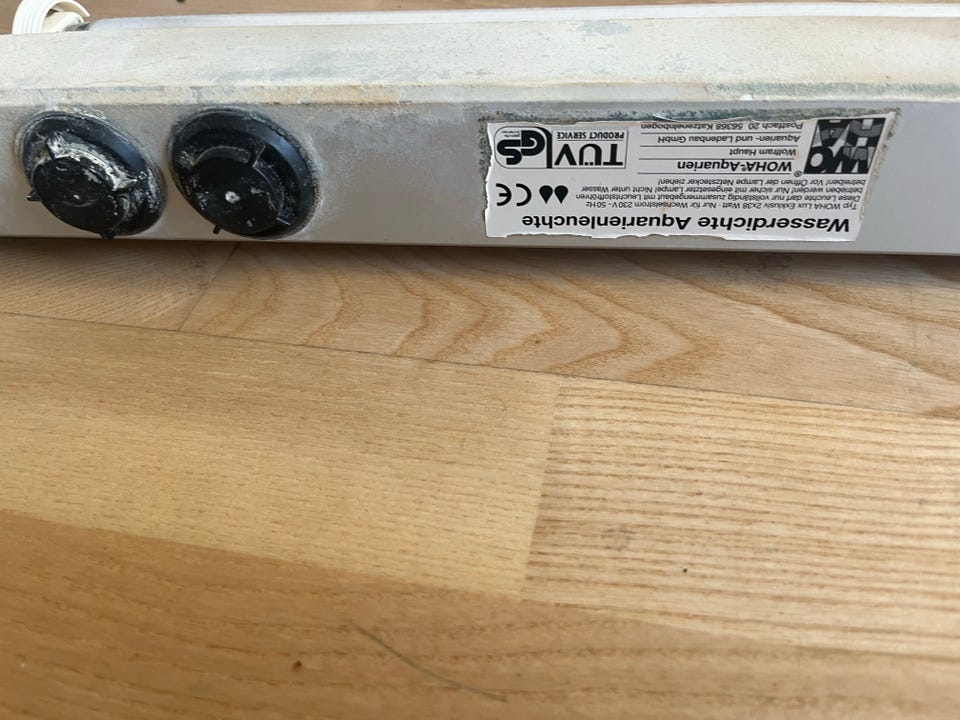 Wasserdichte Aquarienleuchte
Typ WOHA Lux Exklusiv 2x38 Watt · Nur für Wechselstrom 230V~50Hz
Diese Leuchte darf nur vollständig zusammengebaut mit Leuchtstoffröhren
betrieben werden! Nur für sicher mit eingesetzter Lampe Nicht unter Wasser
betreiben! Vor Öffnen der Lampe Netzstecker ziehen!
WOHA®-Aquarien
Wolfram Haupt
Aquarien- und Ladenbau GmbH
Postfach 20 56368 Katzenelnbogen
WO
HA
CE
TÜV
PRODUCT SERVICE
GS